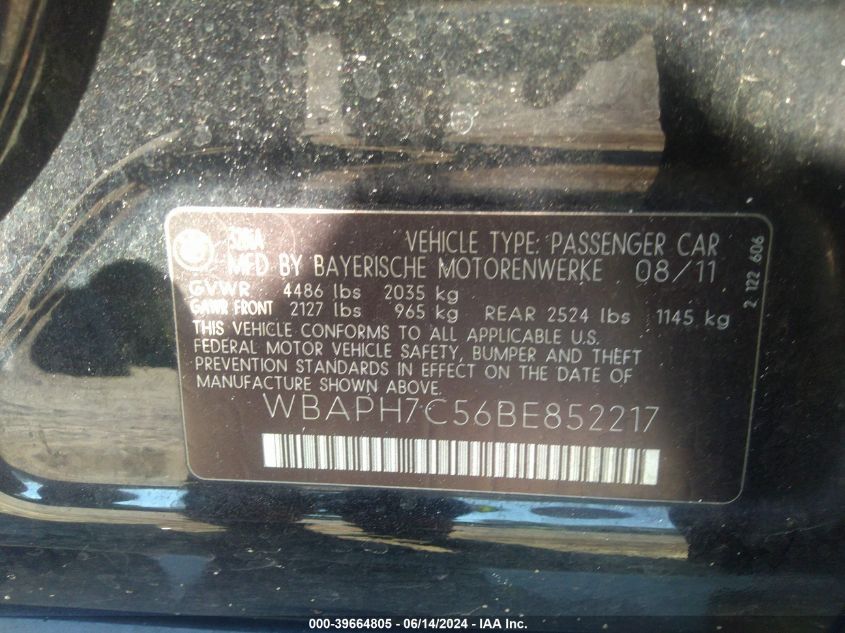 328iA VEHICLE TYPE: PASSENGER CAR
MFD BY BAYERISCHE MOTORENWERKE 08/11
GVWR 4486 lbs 2035 kg
GAWR FRONT 2127 lbs 965 kg REAR 2524 lbs 1145 kg
THIS VEHICLE CONFORMS TO ALL APPLICABLE U.S.
FEDERAL MOTOR VEHICLE SAFETY, BUMPER AND THEFT
PREVENTION STANDARDS IN EFFECT ON THE DATE OF
MANUFACTURE SHOWN ABOVE.
WBAPH7C56BE852217
2 122 606
000-39664805 - 06/14/2024 - IAA Inc.